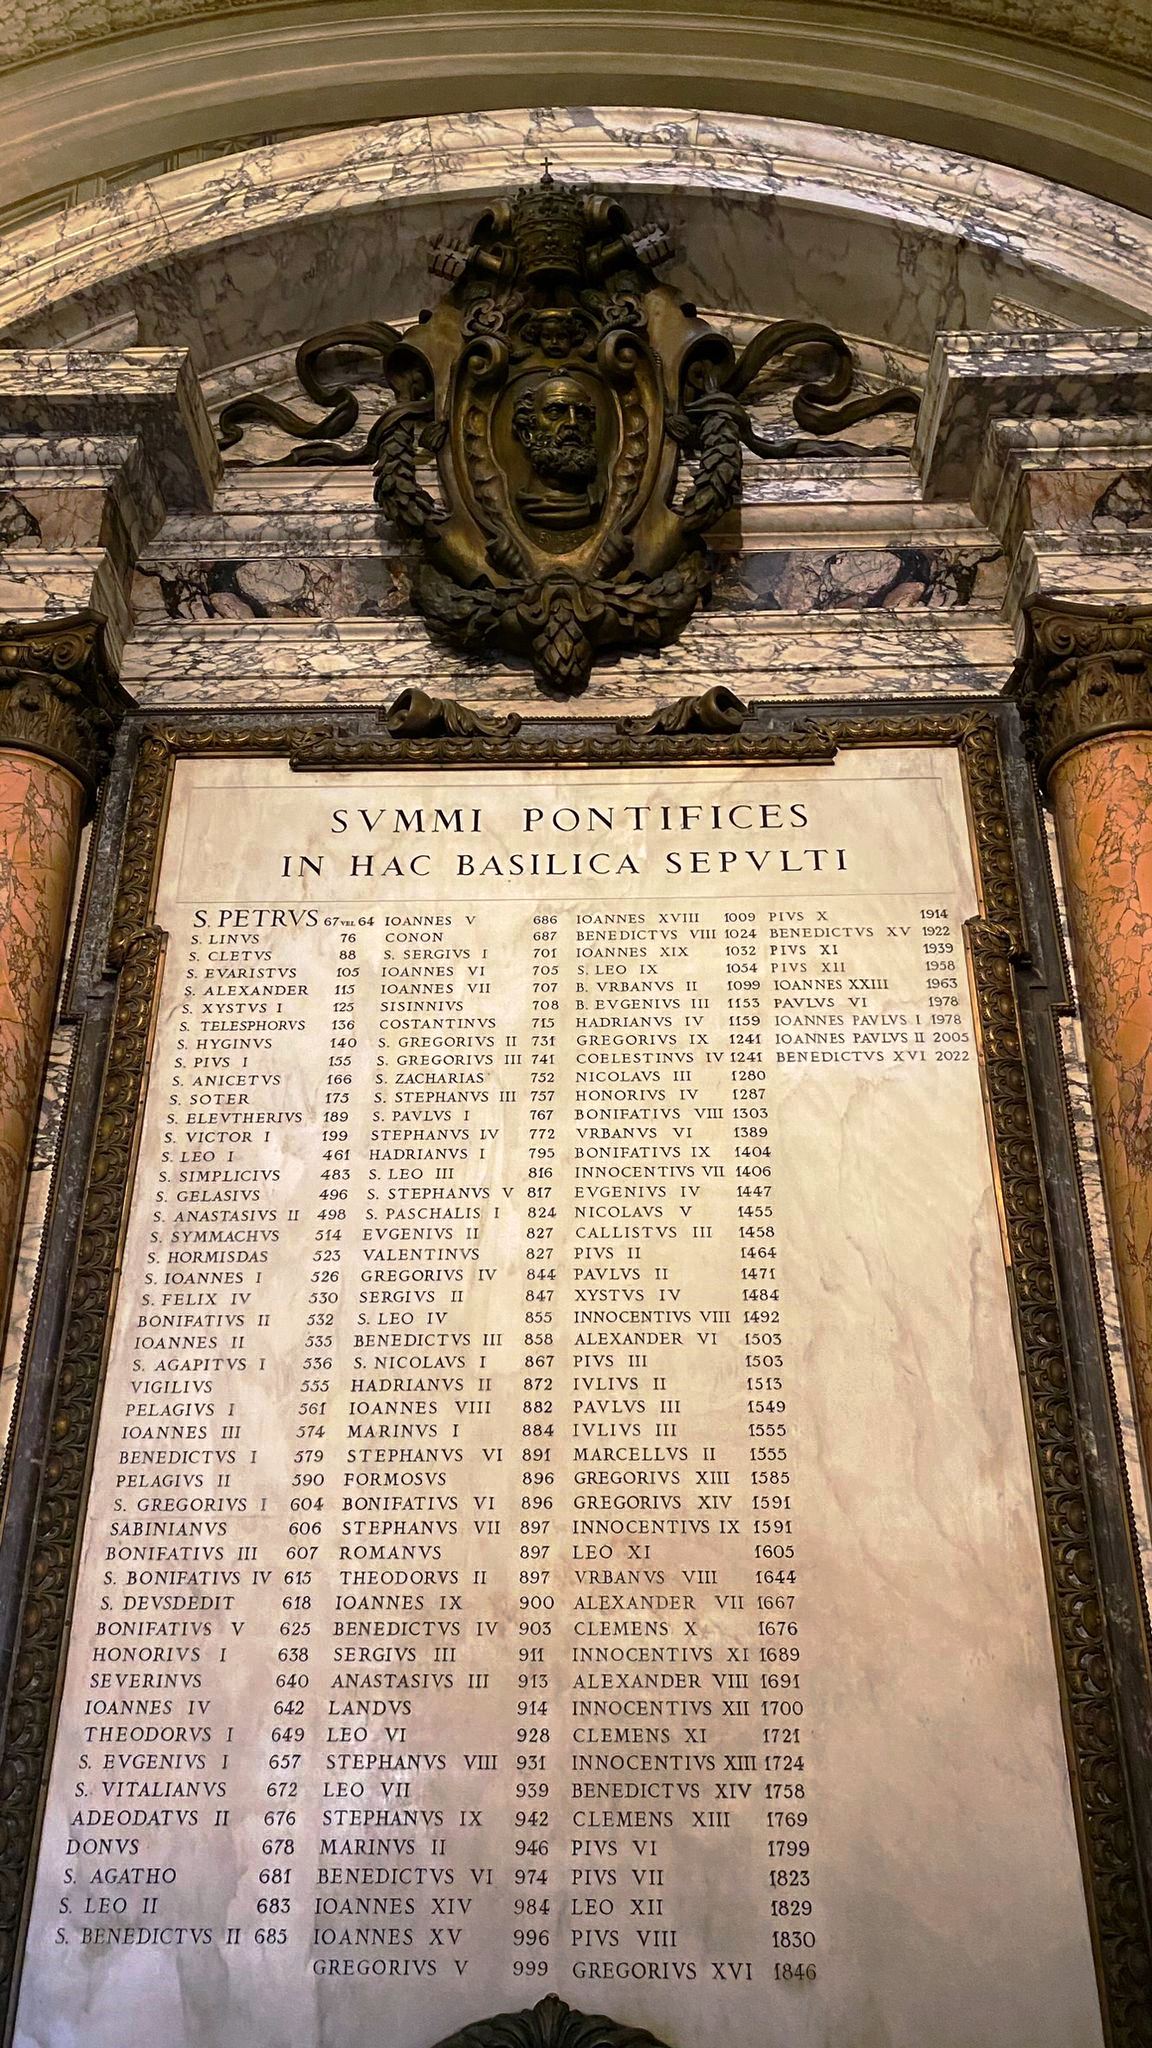 SVMMI PONTIFICES
IN HAC BASILICA SEPVLTI
S. PETRVS 67 VEL 64
S. LINVS 76
S. CLETVS 88
S. EVARISTVS 105
S. ALEXANDER 115
S. XYSTVS I 125
S. TELESPHORVS 136
S. HYGINVS 140
S. PIVS I 155
S. ANICETVS 166
S. SOTER 175
S. ELEVTHERIVS 189
S. VICTOR I 199
S. LEO I 461
S. SIMPLICIVS 483
S. GELASIVS 496
S. ANASTASIVS II 498
S. SYMMACHVS 514
S. HORMISDAS 523
S. IOANNES I 526
S. FELIX IV 530
BONIFATIVS II 532
IOANNES II 535
S. AGAPITVS I 536
VIGILIVS 555
PELAGIVS I 561
IOANNES III 574
BENEDICTVS I 579
PELAGIVS II 590
S. GREGORIVS I 604
SABINIANVS 606
BONIFATIVS III 607
S. BONIFATIVS IV 615
S. DEVSDEDIT 618
BONIFATIVS V 625
HONORIVS I 638
SEVERINVS 640
IOANNES IV 642
THEODORVS I 649
S. EVGENIVS I 657
S. VITALIANVS 672
ADEODATVS II 676
DONVS 678
S. AGATHO 681
S. LEO II 683
S. BENEDICTVS II 685
IOANNES V 686
CONON 687
S. SERGIVS I 701
IOANNES VI 705
IOANNES VII 707
SISINNIVS 708
COSTANTINVS 715
S. GREGORIVS II 731
S. GREGORIVS III 741
S. ZACHARIAS 752
S. STEPHANVS III 757
S. PAVLVS I 767
STEPHANVS IV 772
HADRIANVS I 795
S. LEO III 816
S. STEPHANVS V 817
S. PASCHALIS I 824
EVGENIVS II 827
VALENTINVS 827
GREGORIVS IV 844
SERGIVS II 847
S. LEO IV 855
BENEDICTVS III 858
S. NICOLAVS I 867
HADRIANVS II 872
IOANNES VIII 882
MARINVS I 884
STEPHANVS VI 891
FORMOSVS 896
BONIFATIVS VI 896
STEPHANVS VII 897
ROMANVS 897
THEODORVS II 897
IOANNES IX 900
BENEDICTVS IV 903
SERGIVS III 911
ANASTASIVS III 913
LANDVS 914
LEO VI 928
STEPHANVS VIII 931
LEO VII 939
STEPHANVS IX 942
MARINVS II 946
BENEDICTVS VI 974
IOANNES XIV 984
IOANNES XV 996
GREGORIVS V 999
IOANNES XVIII 1009
BENEDICTVS VIII 1024
IOANNES XIX 1032
S. LEO IX 1054
B. VRBANVS II 1099
B. EVGENIVS III 1153
HADRIANVS IV 1159
GREGORIVS IX 1241
COELESTINVS IV 1241
NICOLAVS III 1280
HONORIVS IV 1287
BONIFATIVS VIII 1303
VRBANVS VI 1389
BONIFATIVS IX 1404
INNOCENTIVS VII 1406
EVGENIVS IV 1447
NICOLAVS V 1455
CALLISTVS III 1458
PIVS II 1464
PAVLVS II 1471
XYSTVS IV 1484
INNOCENTIVS VIII 1492
ALEXANDER VI 1503
PIVS III 1503
IVLIVS II 1513
PAVLVS III 1549
IVLIVS III 1555
MARCELLVS II 1555
GREGORIVS XIII 1585
GREGORIVS XIV 1591
INNOCENTIVS IX 1591
LEO XI 1605
VRBANVS VIII 1644
ALEXANDER VII 1667
CLEMENS X 1676
INNOCENTIVS XI 1689
ALEXANDER VIII 1691
INNOCENTIVS XII 1700
CLEMENS XI 1721
INNOCENTIVS XIII 1724
BENEDICTVS XIV 1758
CLEMENS XIII 1769
PIVS VI 1799
PIVS VII 1823
LEO XII 1829
PIVS VIII 1830
GREGORIVS XVI 1846
PIVS X 1914
BENEDICTVS XV 1922
PIVS XI 1939
PIVS XII 1958
IOANNES XXIII 1963
PAVLVS VI 1978
IOANNES PAVLVS I 1978
IOANNES PAVLVS II 2005
BENEDICTVS XVI 2022